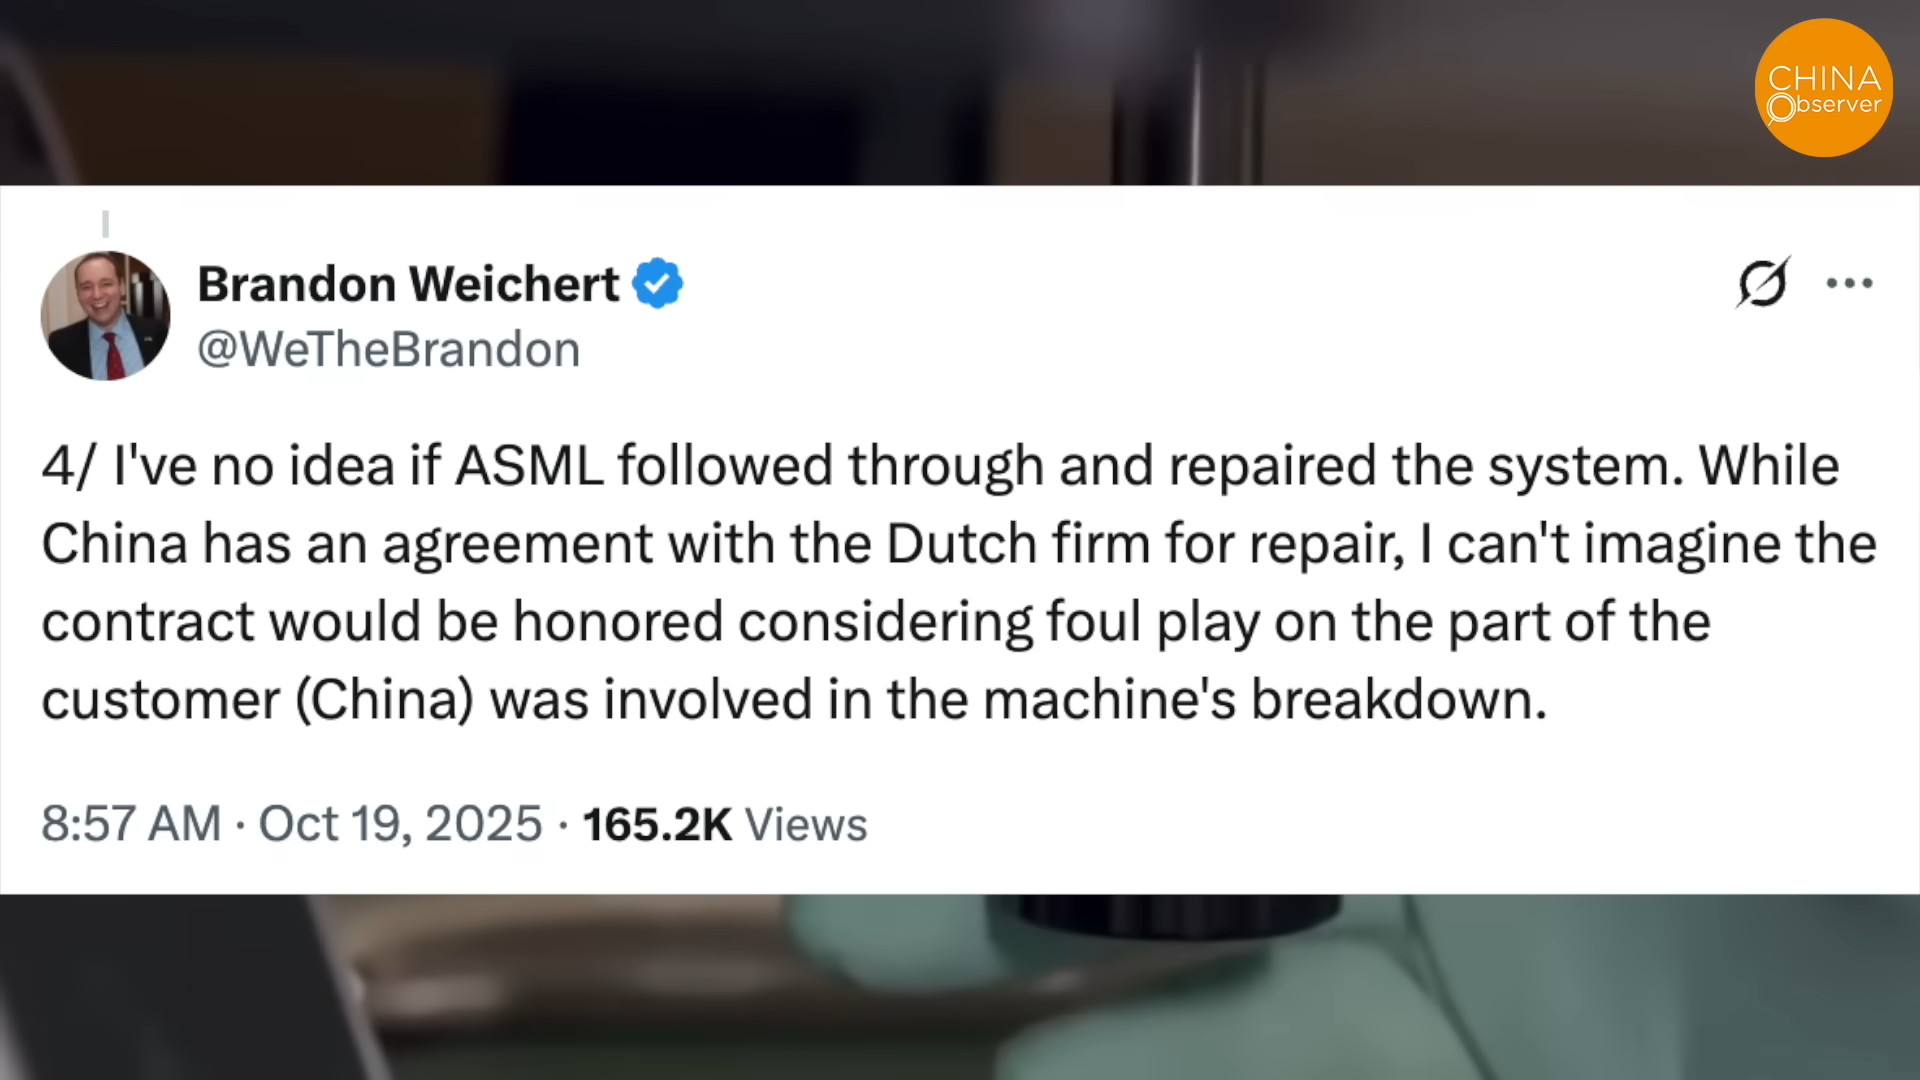 CHINA
Observer
Brandon Weichert
@WeTheBrandon
4/ I've no idea if ASML followed through and repaired the system. While
China has an agreement with the Dutch firm for repair, I can't imagine the
contract would be honored considering foul play on the part of the
customer (China) was involved in the machine's breakdown.
8:57 AM · Oct 19, 2025 · 165.2K Views